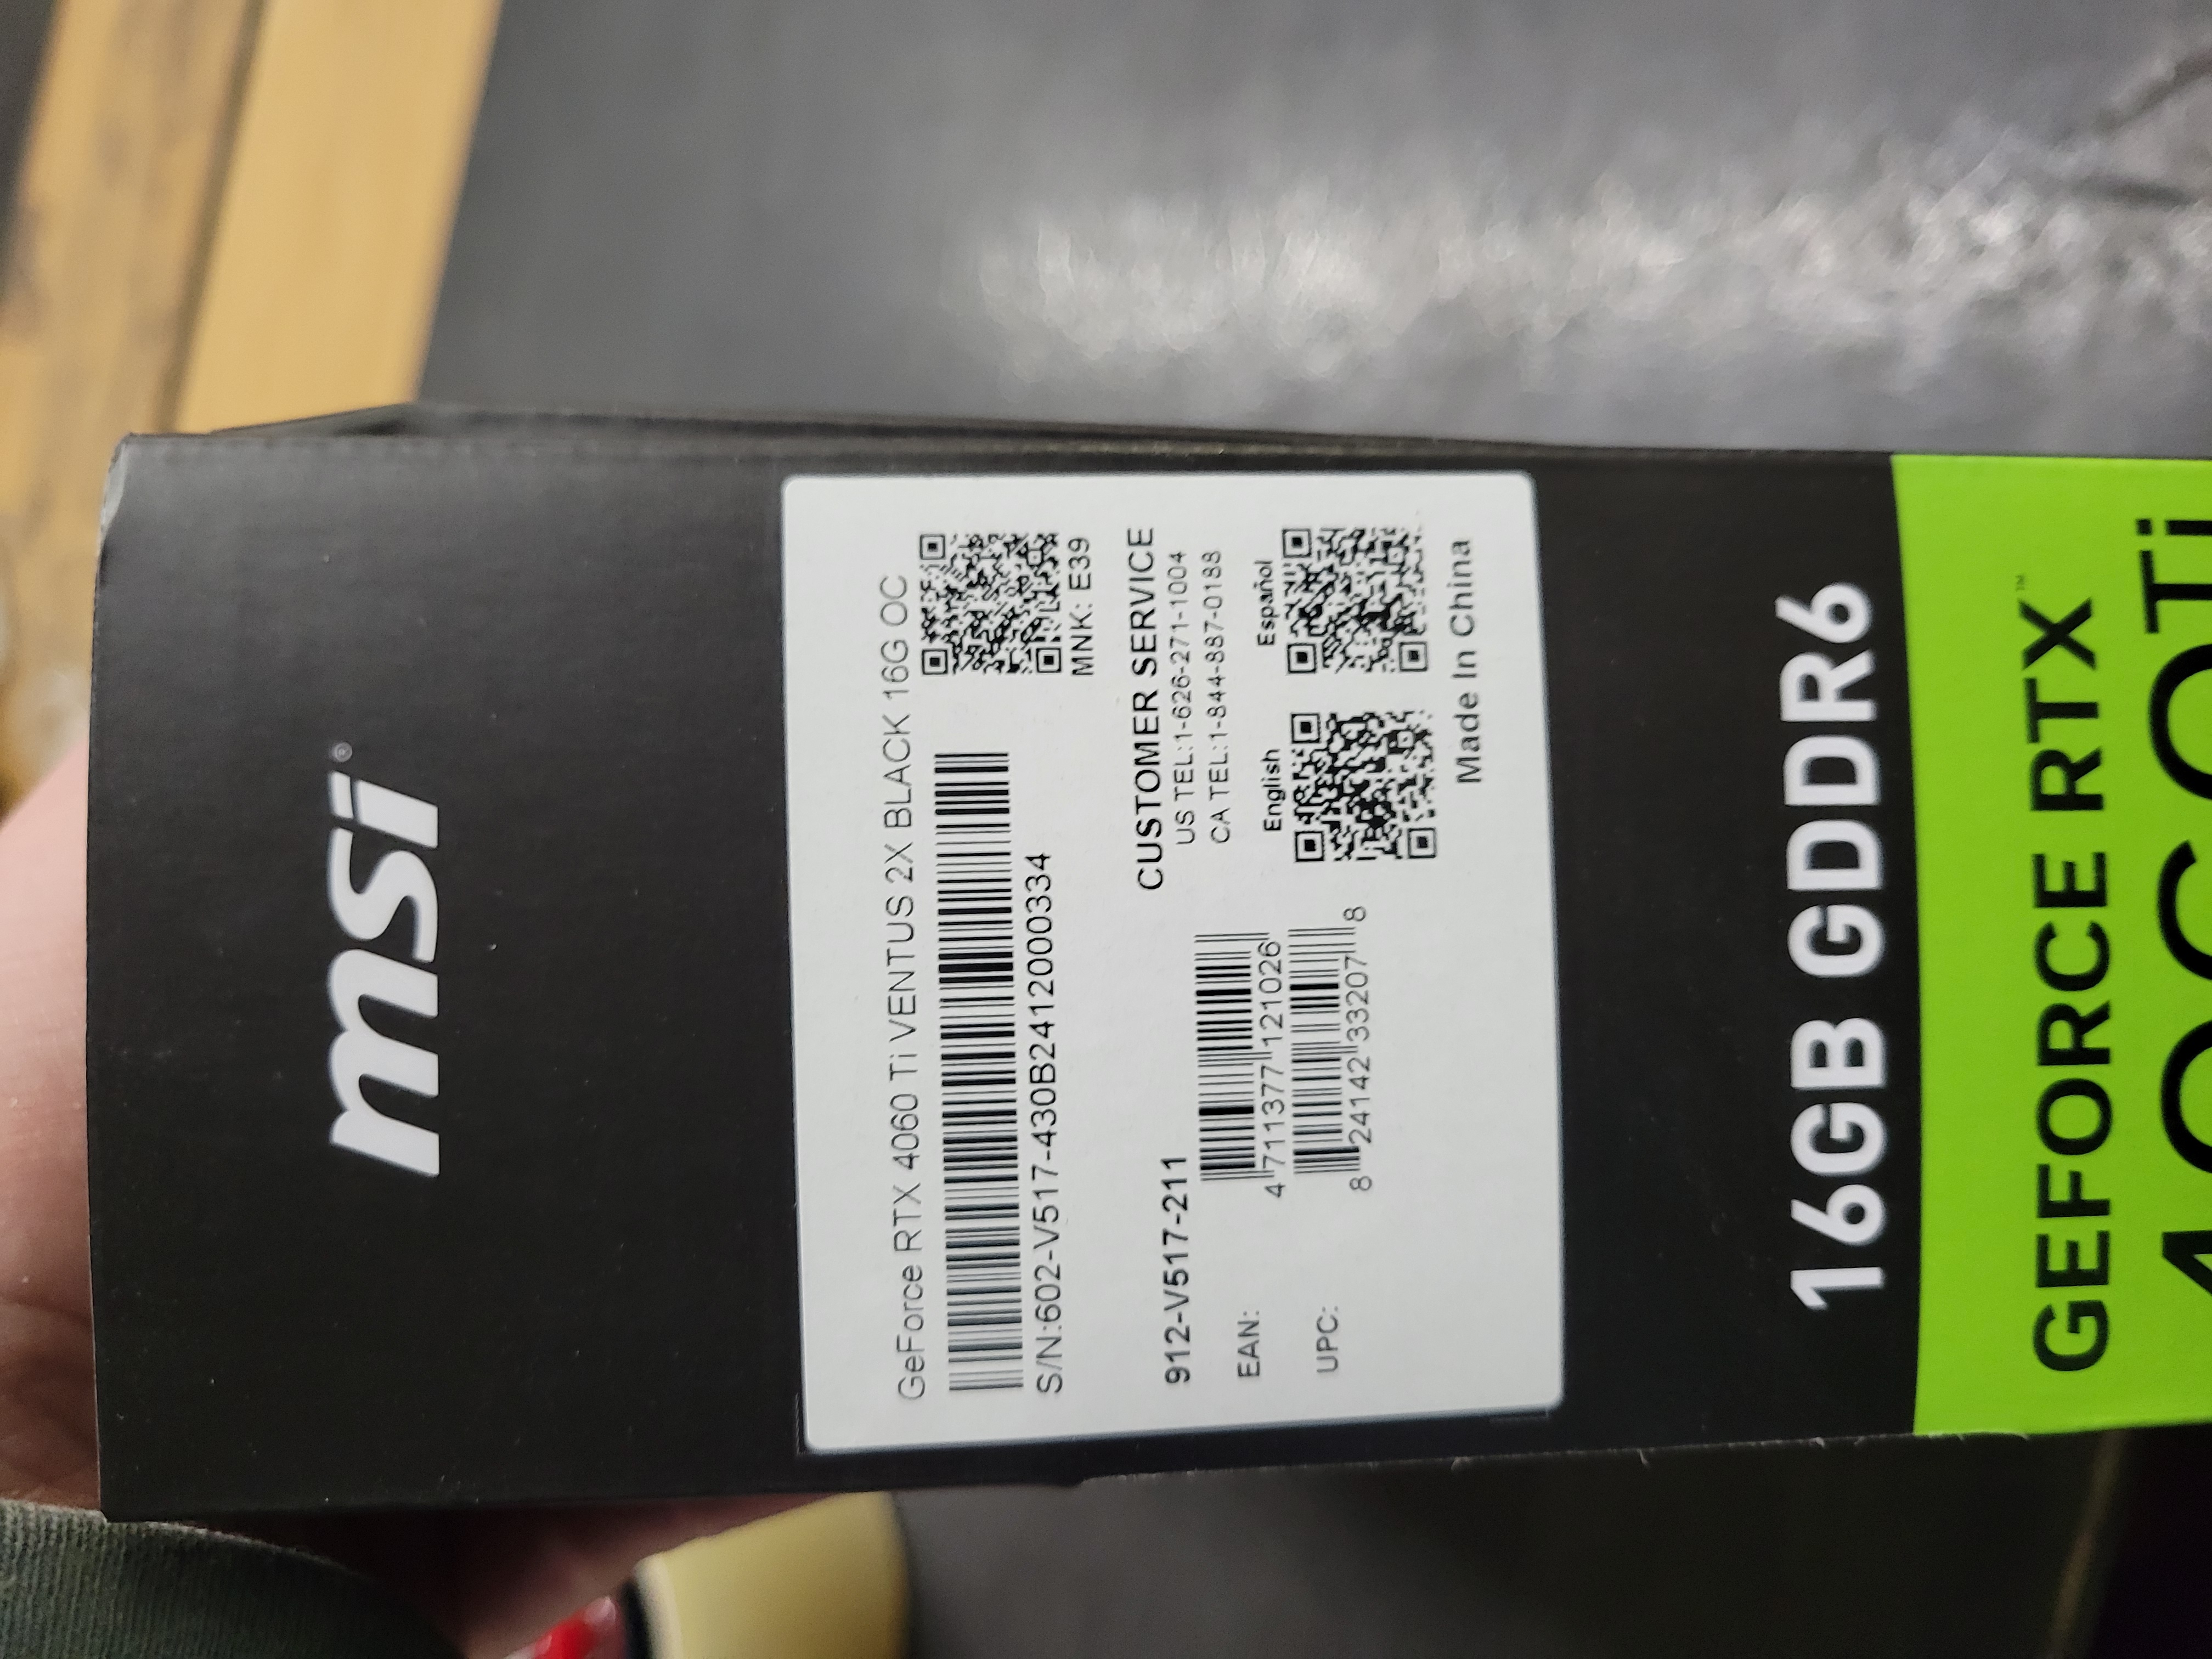 msi®
GeForce RTX 4060 Ti VENTUS 2X BLACK 16G OC
S/N:602-V517-430B2412000334
MNK: E39
912-V517-211
EAN:
4 711377 121026
UPC:
8 24142 33207 8
CUSTOMER SERVICE
US TEL:1-626-271-1004
CA TEL:1-844-887-0188
English
Español
Made In China
16GB GDDR6
GEFORCE RTX™